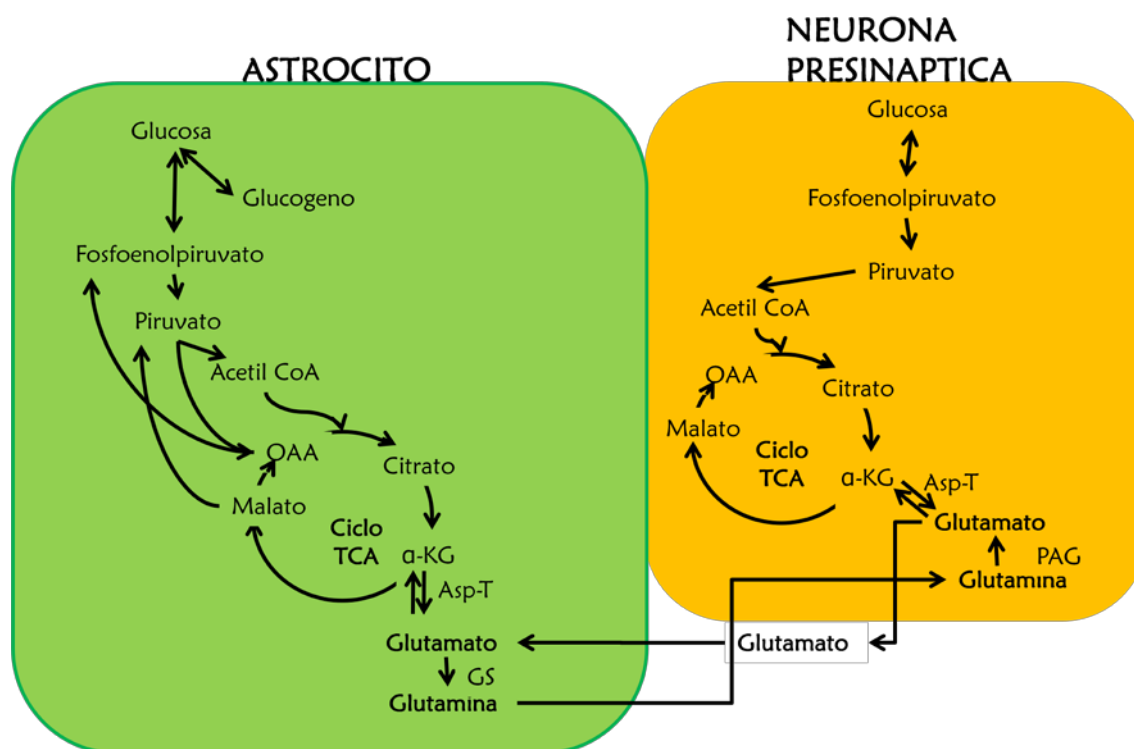 ASTROCITO
Glucosa
Glucogeno
Fosfoenolpiruvato
Piruvato
Acetil CoA
OAA
Citrato
Malato
Ciclo
TCA
α-KG
Asp-T
Glutamato
GS
Glutamina
NEURONA
PRESINAPTICA
Glucosa
Fosfoenolpiruvato
Piruvato
Acetil CoA
OAA
Citrato
Malato
Ciclo
TCA
α-KG
Asp-T
Glutamato
PAG
Glutamina
Glutamato